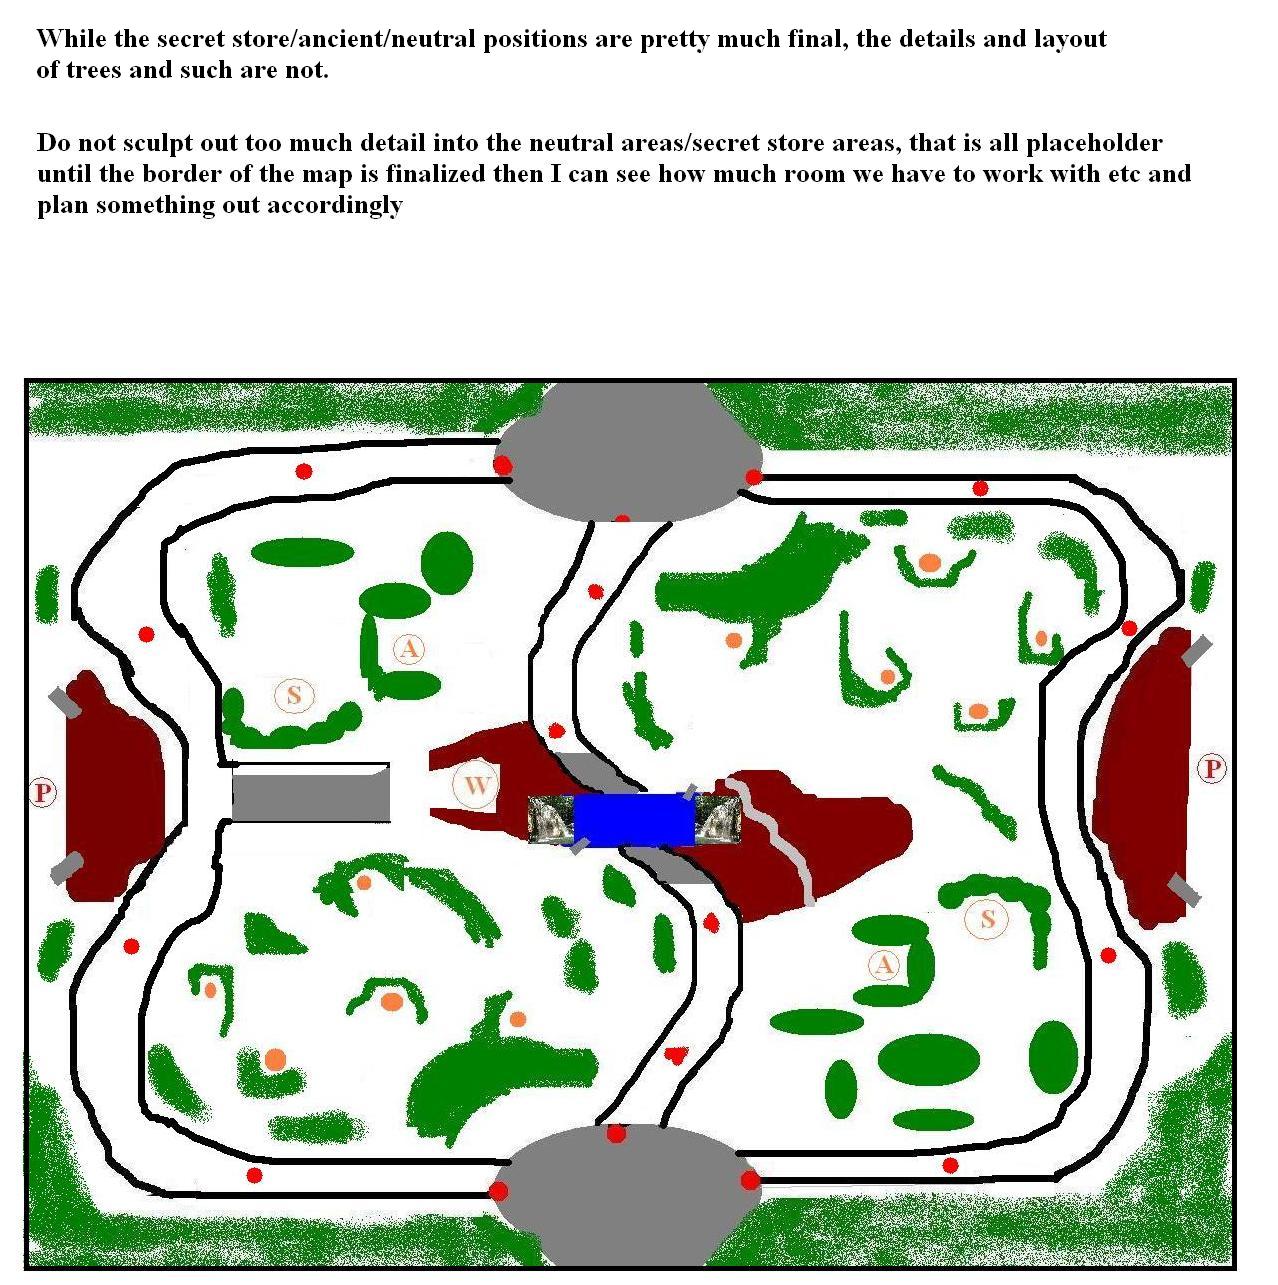 While the secret store/ancient/neutral positions are pretty much final, the details and layout
of trees and such are not.
Do not sculpt out too much detail into the neutral areas/secret store areas, that is all placeholder
until the border of the map is finalized then I can see how much room we have to work with etc and
plan something out accordingly
A
S
P
W
P
S
A